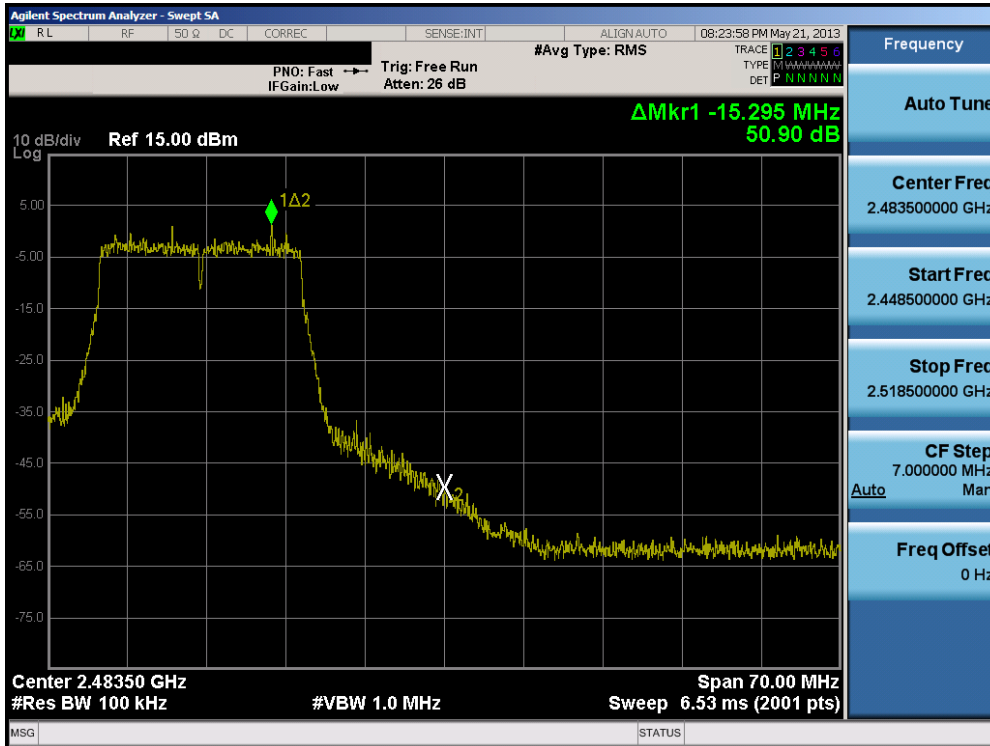 Agilent Spectrum Analyzer - Swept SA
LXI RL RF 50 Ω DC CORREC SENSE:INT ALIGNAUTO 08:23:58 PM May 21, 2013
PNO: Fast
IFGain:Low
Trig: Free Run
Atten: 26 dB
#Avg Type: RMS
TRACE 1 2 3 4 5 6
TYPE M
DET P N N N N N
ΔMkr1 -15.295 MHz
50.90 dB
10 dB/div
Log
Ref 15.00 dBm
1Δ2
5.00
-5.00
-15.0
-25.0
-35.0
-45.0
-55.0
-65.0
-75.0
X2
Center 2.48350 GHz
#Res BW 100 kHz
#VBW 1.0 MHz
Span 70.00 MHz
Sweep 6.53 ms (2001 pts)
MSG
STATUS
Frequency
Auto Tune
Center Freq
2.483500000 GHz
Start Freq
2.448500000 GHz
Stop Freq
2.518500000 GHz
CF Step
7.000000 MHz
Auto Man
Freq Offset
0 Hz